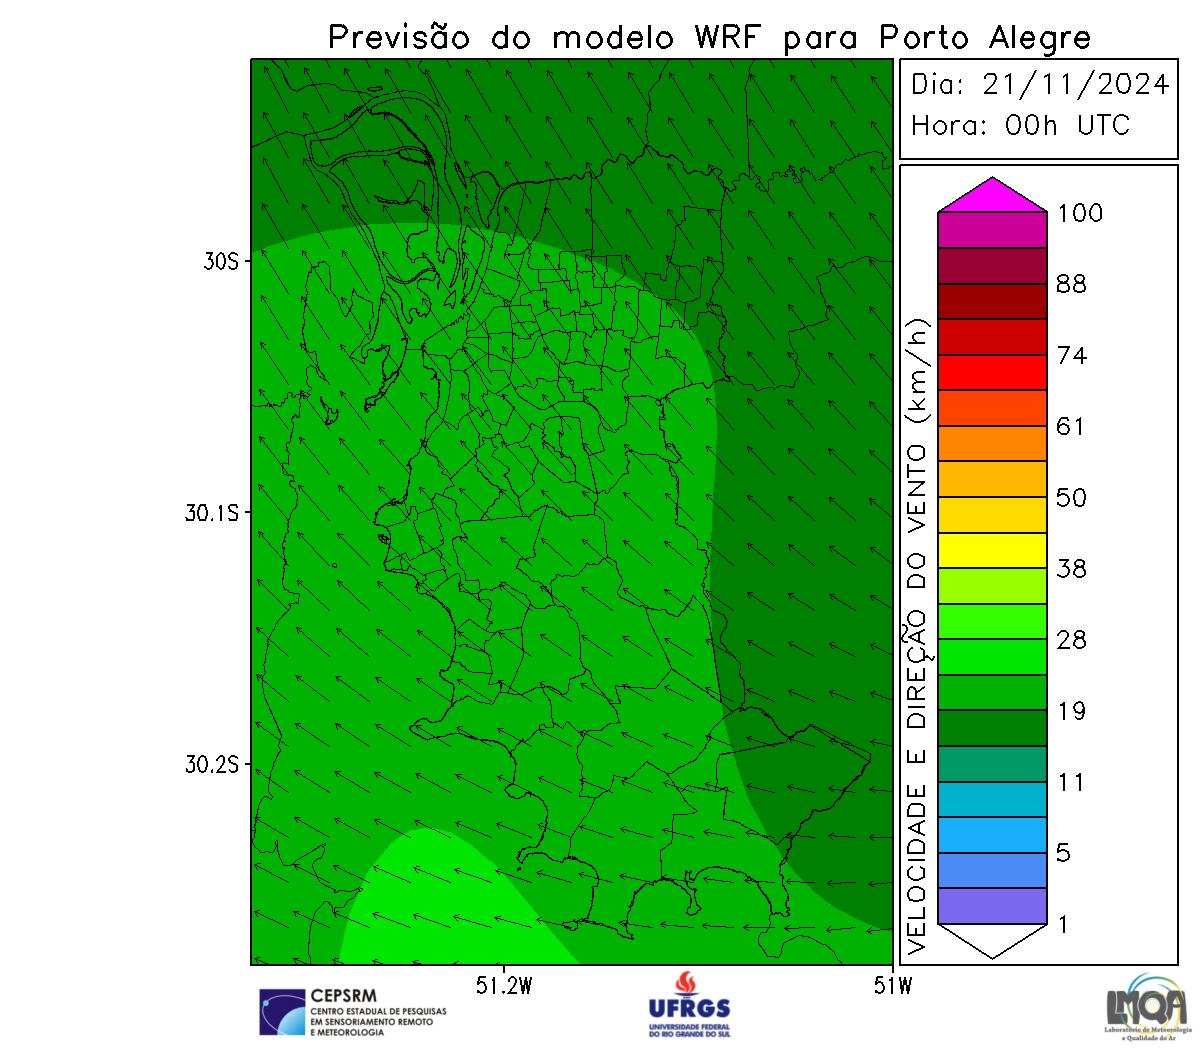 Previsão do modelo WRF para Porto Alegre
Dia: 21/11/2024
Hora: 00h UTC
30S
30.1S
30.2S
51.2W
51W
VELOCIDADE E DIREÇÃO DO VENTO (km/h)
100
88
74
61
50
38
28
19
11
5
1
CEPSRM
CENTRO ESTADUAL DE PESQUISAS
EM SENSORIAMENTO REMOTO
E METEOROLOGIA
UFRGS
UNIVERSIDADE FEDERAL
DO RIO GRANDE DO SUL
LMQA
Laboratório de Meteorologia
e Qualidade do Ar